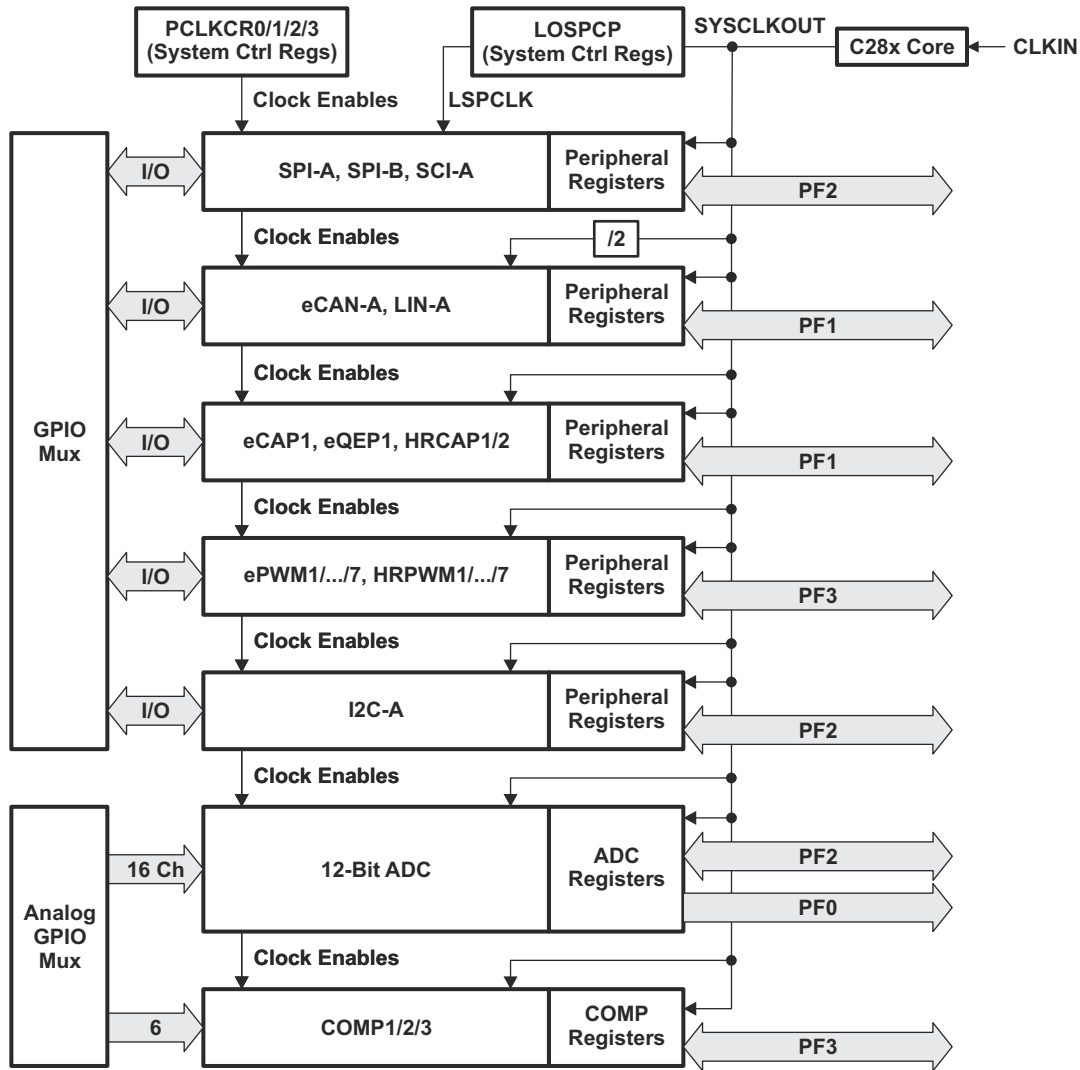 PCLKCR0/1/2/3
(System Ctrl Regs)
LOSPCP
(System Ctrl Regs)
SYSCLKOUT
C28x Core
CLKIN
Clock Enables
LSPCLK
I/O
SPI-A, SPI-B, SCI-A
Peripheral
Registers
PF2
Clock Enables
/2
I/O
eCAN-A, LIN-A
Peripheral
Registers
PF1
Clock Enables
GPIO
Mux
I/O
eCAP1, eQEP1, HRCAP1/2
Peripheral
Registers
PF1
Clock Enables
I/O
ePWM1/.../7, HRPWM1/.../7
Peripheral
Registers
PF3
Clock Enables
I/O
I2C-A
Peripheral
Registers
PF2
Clock Enables
Analog
GPIO
Mux
16 Ch
12-Bit ADC
ADC
Registers
PF2
PF0
Clock Enables
6
COMP1/2/3
COMP
Registers
PF3